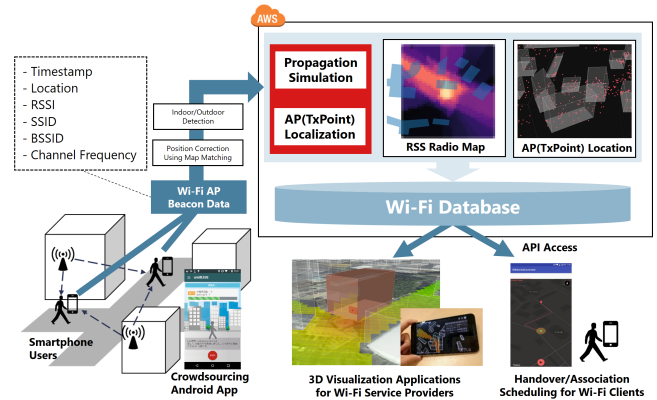 AWS
- Timestamp
- Location
- RSSI
- SSID
- BSSID
- Channel Frequency
Indoor/Outdoor
Detection
Position Correction
Using Map Matching
Wi-Fi AP
Beacon Data
Propagation
Simulation
AP(TxPoint)
Localization
RSS Radio Map
AP(TxPoint) Location
Wi-Fi Database
API Access
Smartphone
Users
Crowdsourcing
Android App
3D Visualization Applications
for Wi-Fi Service Providers
Handover/Association
Scheduling for Wi-Fi Clients